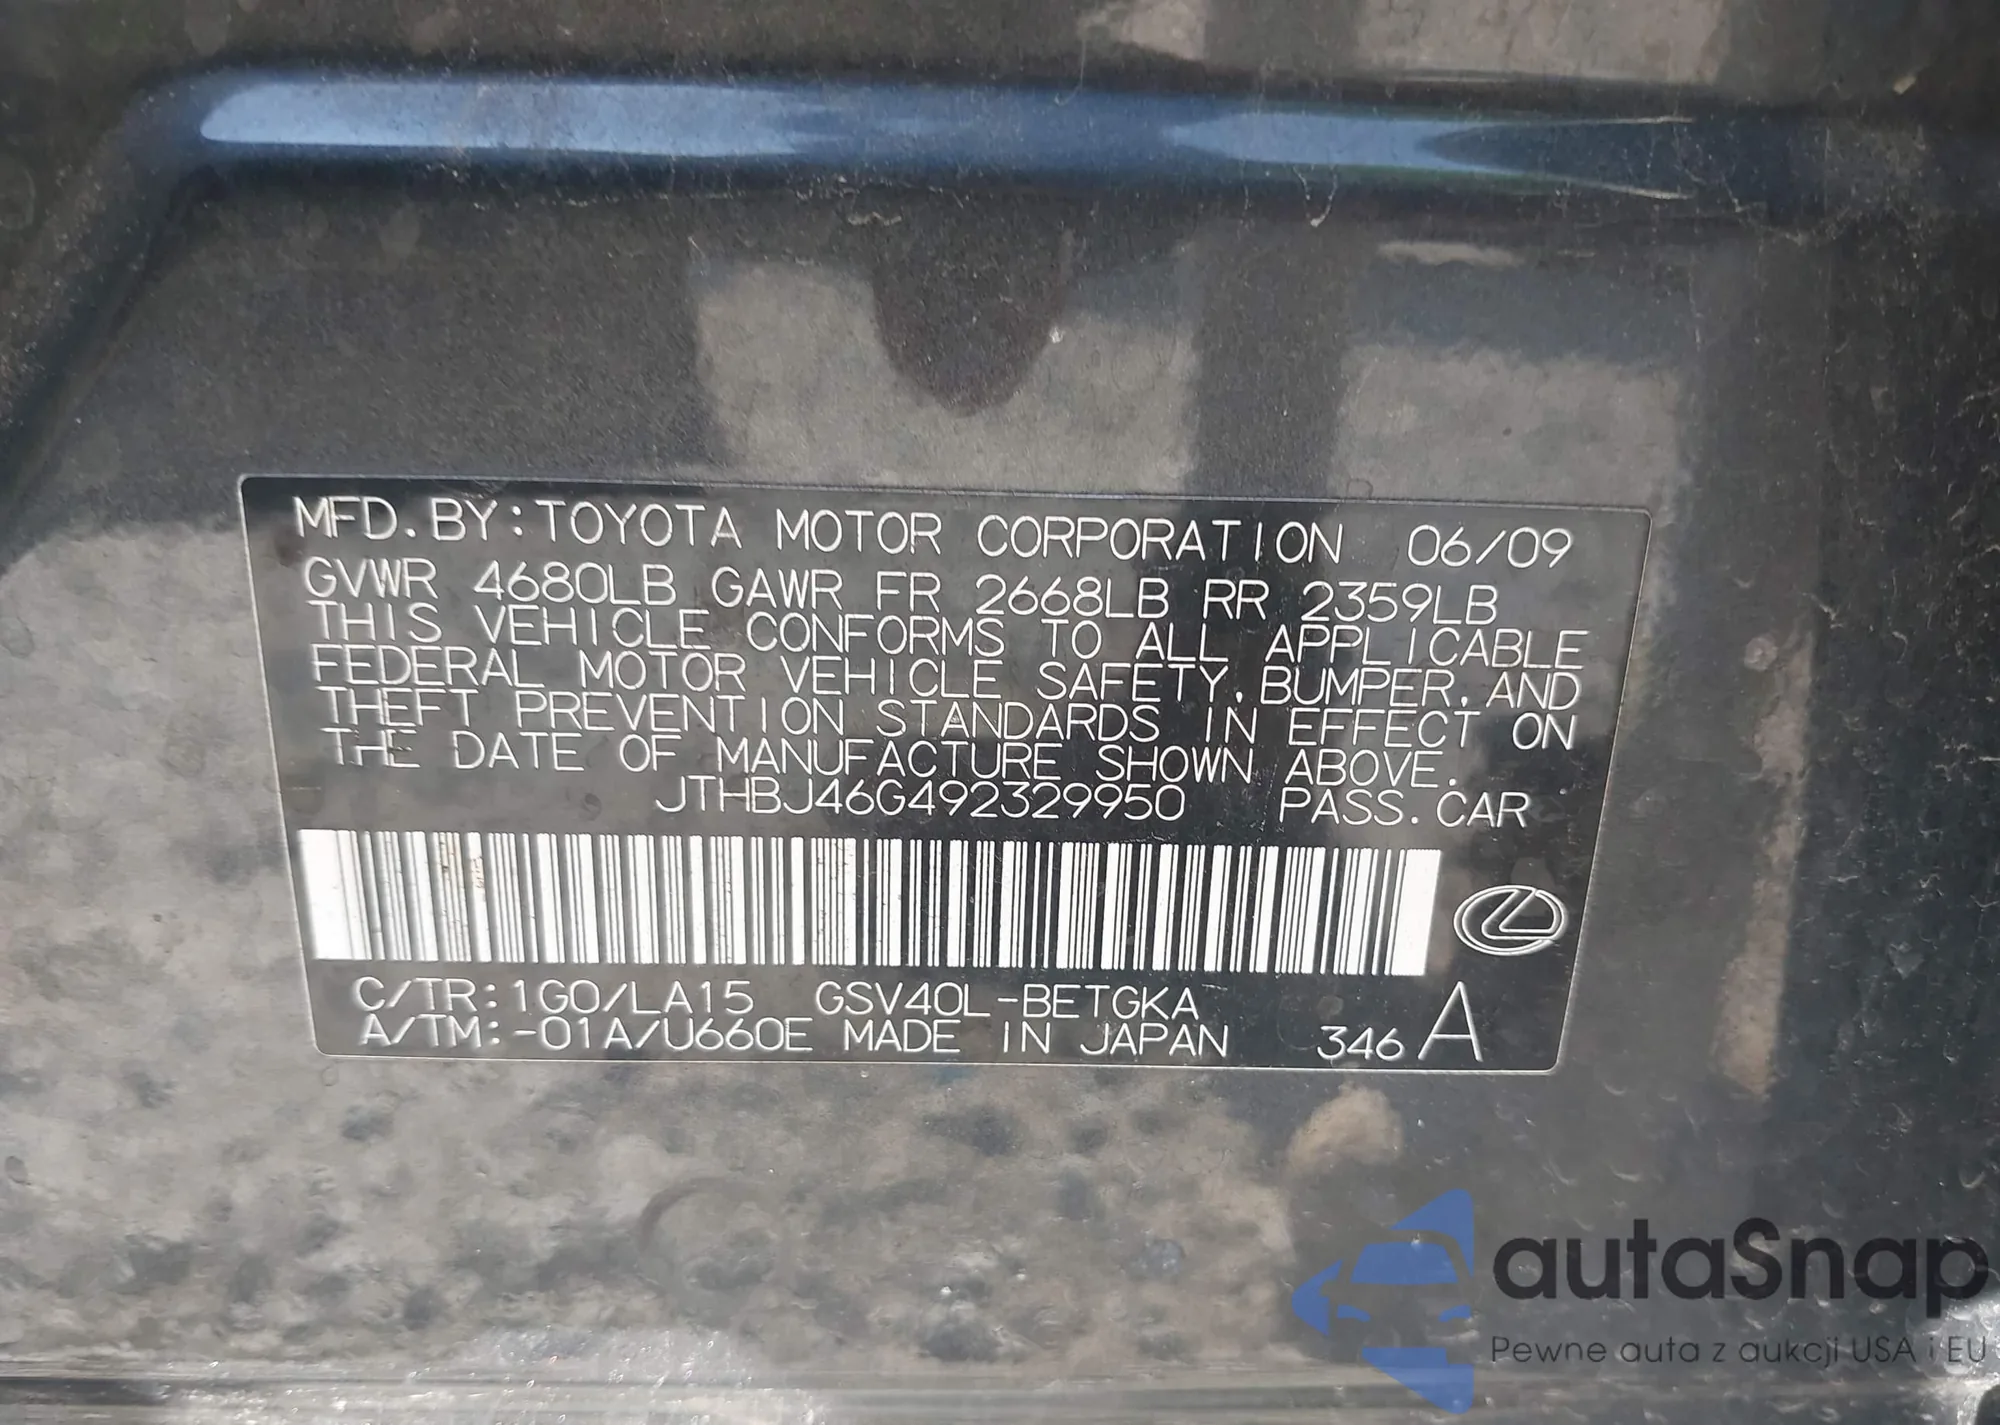 MFD. BY: TOYOTA MOTOR CORPORATION 06/09
GVWR 4680LB GAWR FR 2668LB RR 2359LB
THIS VEHICLE CONFORMS TO ALL APPLICABLE
FEDERAL MOTOR VEHICLE SAFETY, BUMPER, AND
THEFT PREVENTION STANDARDS IN EFFECT ON
THE DATE OF MANUFACTURE SHOWN ABOVE.
JTHBJ46G492329950 PASS. CAR
C/TR: 1G0/LA15 GSV40L-BETGKA
A/TM: -01A/U660E MADE IN JAPAN 346 A
autaSnap
Pewne auta z aukcji USA i EU